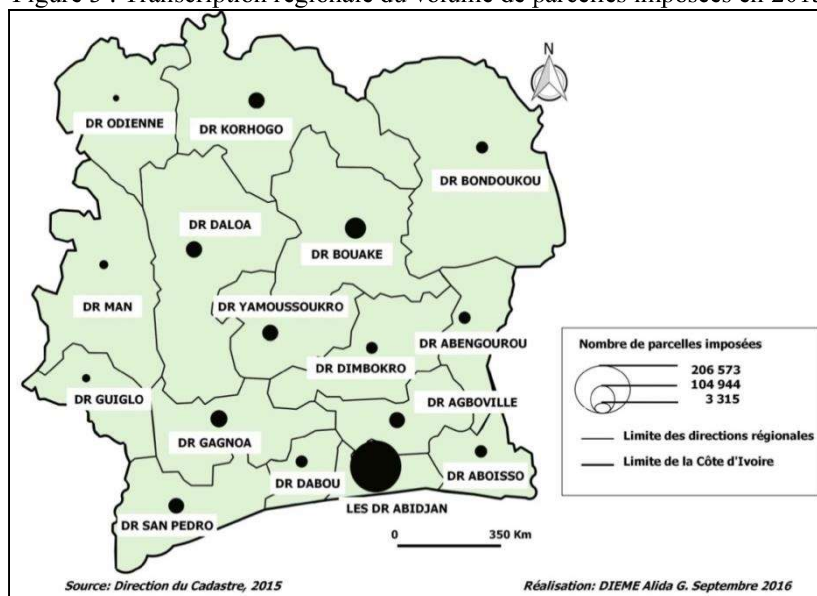 Figure 3 : Transcription régionale du volume de parcelles imposées en 2015
N
DR ODIENNE
DR KORHOGO
DR BONDOUKOU
DR DALOA
DR BOUAKE
DR MAN
DR YAMOUSSOUKRO
DR ABENGOUROU
DR DIMBOKRO
DR GUIGLO
DR AGBOVILLE
DR GAGNOA
DR DABOU
DR ABOISSO
LES DR ABIDJAN
DR SAN PEDRO
0 350 Km
Nombre de parcelles imposées
206 573
104 944
3 315
Limite des directions régionales
Limite de la Côte d'Ivoire
Source: Direction du Cadastre, 2015
Réalisation: DIEME Alida G. Septembre 2016